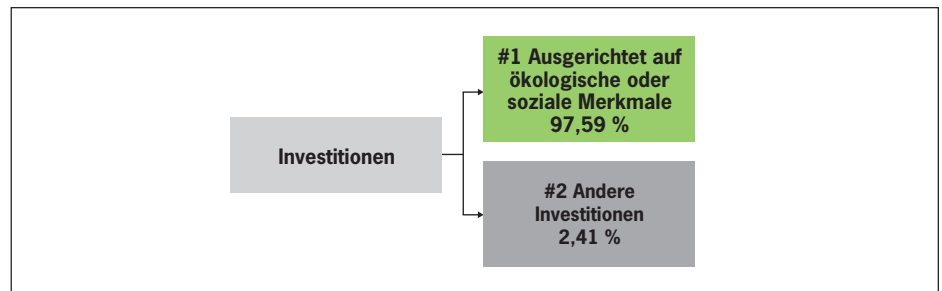 Investitionen
#1 Ausgerichtet auf
ökologische oder
soziale Merkmale
97,59 %
#2 Andere
Investitionen
2,41 %